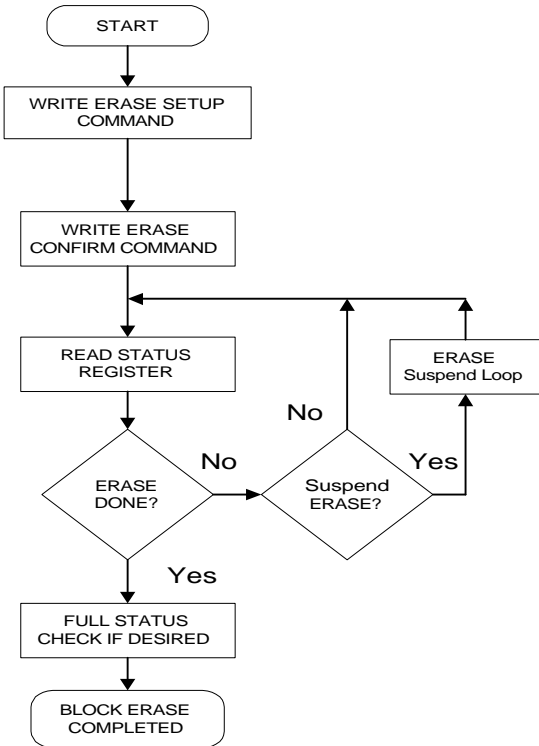 START
WRITE ERASE SETUP
COMMAND
WRITE ERASE
CONFIRM COMMAND
READ STATUS
REGISTER
ERASE
Suspend Loop
No
No
Yes
ERASE
DONE?
Suspend
ERASE?
Yes
FULL STATUS
CHECK IF DESIRED
BLOCK ERASE
COMPLETED